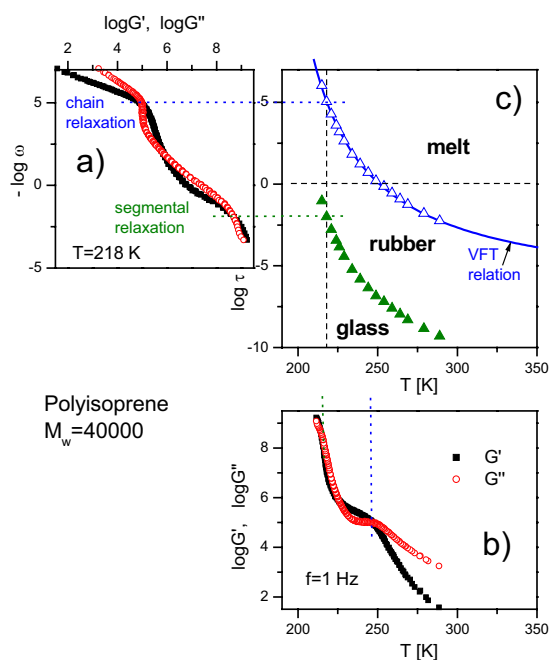 logG', logG"
2 4 6 8
5
0
-5
- log ω
chain
relaxation
a)
segmental
relaxation
T=218 K
log τ
c)
5
0
-5
-10
melt
rubber
VFT
relation
glass
200 250 300 350
T [K]
Polyisoprene
M_w=40000
8
6
4
2
logG', logG"
G'
G"
b)
f=1 Hz
200 250 300 350
T [K]